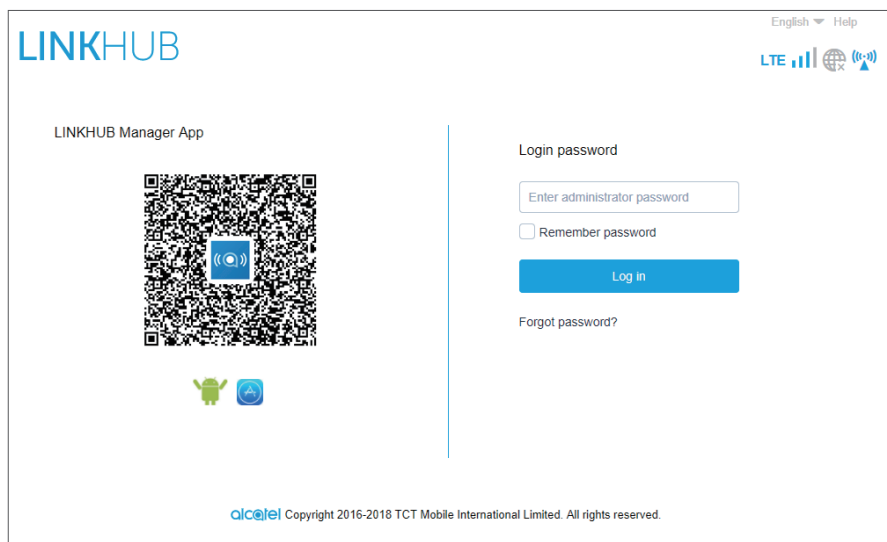 English Help
LINKHUB
LTE
LINKHUB Manager App
Login password
Enter administrator password
Remember password
Log in
Forgot password?
alcatel Copyright 2016-2018 TCT Mobile International Limited. All rights reserved.